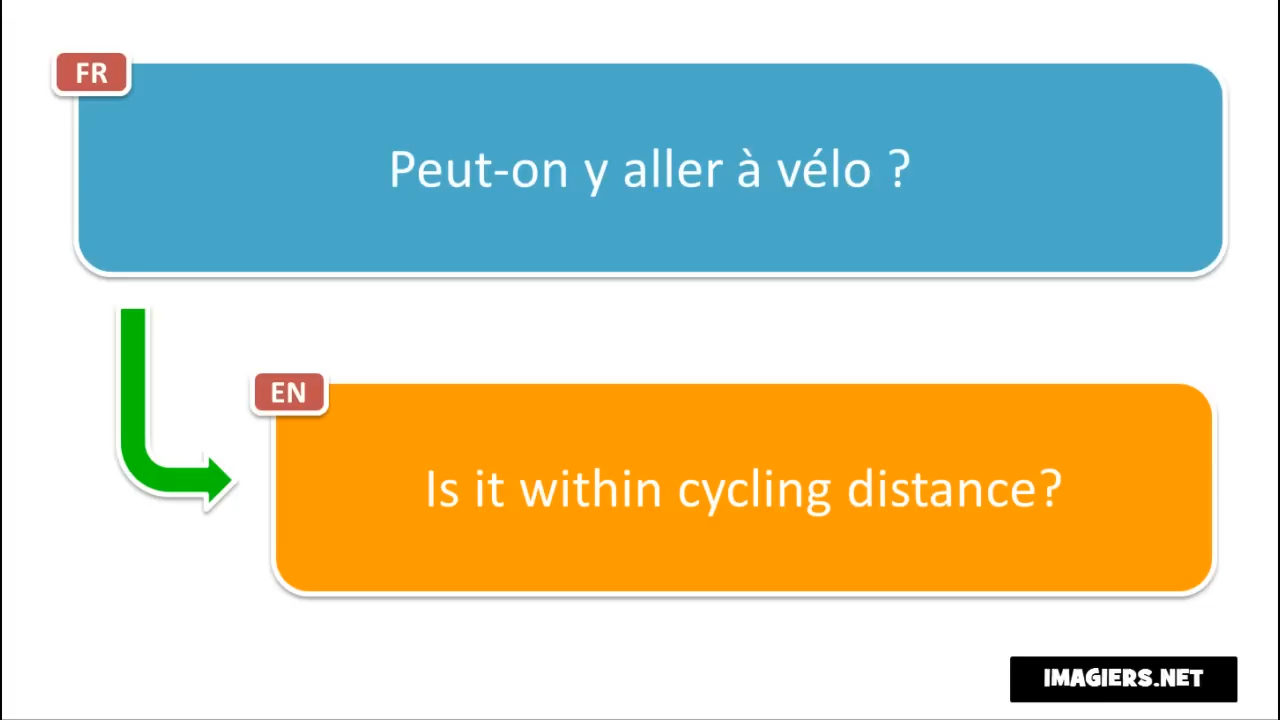 FR
Peut-on y aller à vélo ?
EN
Is it within cycling distance?
IMAGIERS.NET